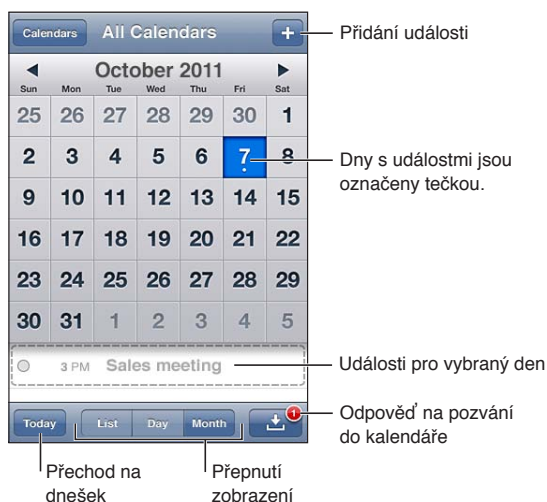 Calendars All Calendars +
Přidání události
October 2011
Sun Mon Tue Wed Thu Fri Sat
25 26 27 28 29 30 1
2 3 4 5 6 7 8
Dny s událostmi jsou
označeny tečkou.
9 10 11 12 13 14 15
16 17 18 19 20 21 22
23 24 25 26 27 28 29
30 31 1 2 3 4 5
3 PM Sales meeting
Události pro vybraný den
Today List Day Month 1
Odpověď na pozvání
do kalendáře
Přechod na
dnešek
Přepnutí
zobrazení